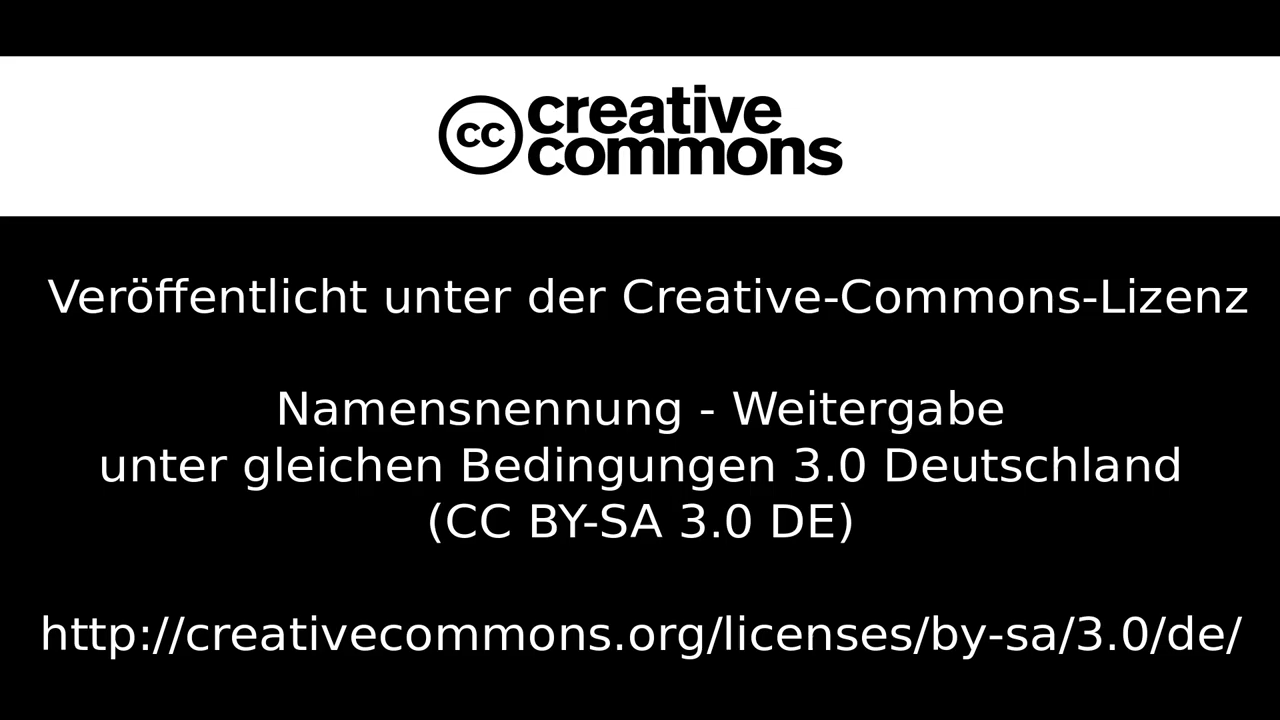 cc creative
commons
Veröffentlicht unter der Creative-Commons-Lizenz
Namensnennung - Weitergabe
unter gleichen Bedingungen 3.0 Deutschland
(CC BY-SA 3.0 DE)
http://creativecommons.org/licenses/by-sa/3.0/de/